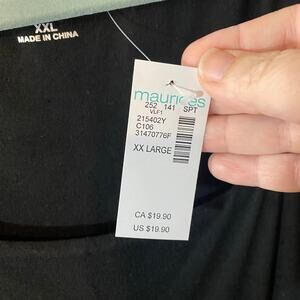 XXL
MADE IN CHINA
maurices
252 141 SPT
VLF1
215402Y
C106
31470776F
XX LARGE
CA $19.90
US $19.90